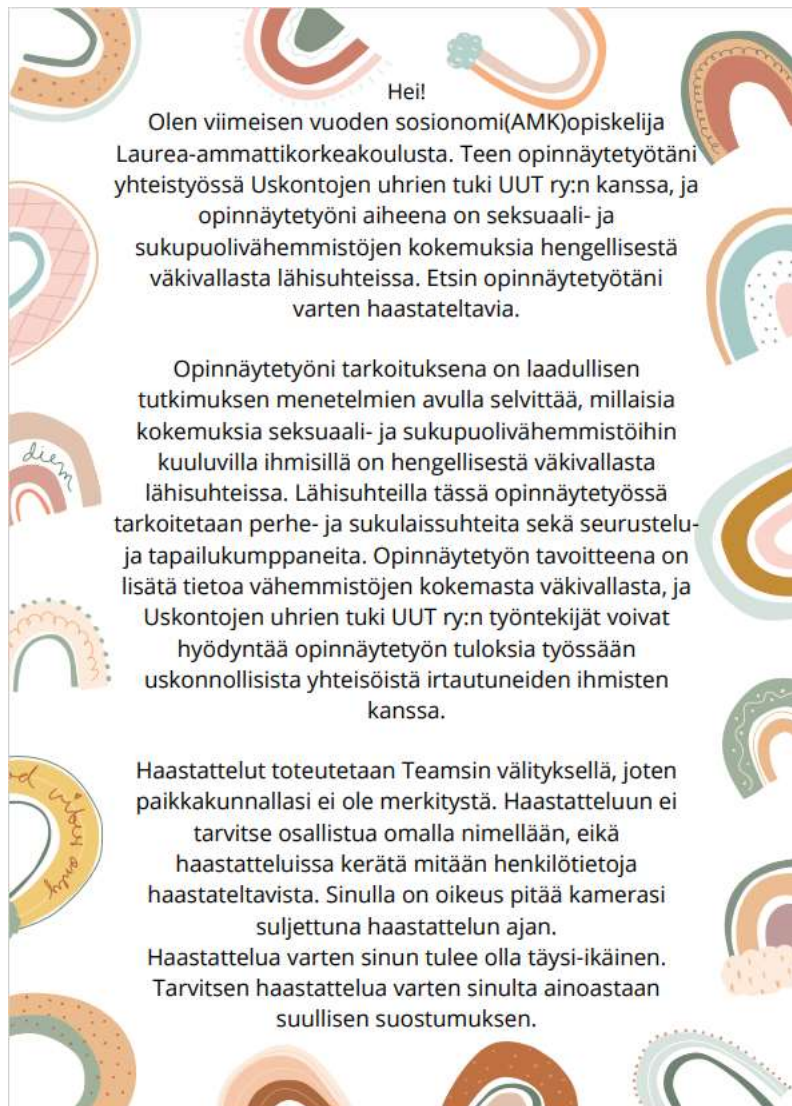 Hei!
Olen viimeisen vuoden sosionomi(AMK)opiskelija
Laurea-ammattikorkeakoulusta. Teen opinnäytetyötäni
yhteistyössä Uskontojen uhrien tuki UUT ry:n kanssa, ja
opinnäytetyöni aiheena on seksuaali- ja
sukupuolivähemmistöjen kokemuksia hengellisestä
väkivallasta lähisuhteissa. Etsin opinnäytetyötäni
varten haastateltavia.
Opinnäytetyöni tarkoituksena on laadullisen
tutkimuksen menetelmien avulla selvittää, millaisia
kokemuksia seksuaali- ja sukupuolivähemmistöihin
kuuluvilla ihmisillä on hengellisestä väkivallasta
lähisuhteissa. Lähisuhteilla tässä opinnäytetyössä
tarkoitetaan perhe- ja sukulaissuhteita sekä seurustelu-
ja tapailukumppaneita. Opinnäytetyön tavoitteena on
lisätä tietoa vähemmistöjen kokemasta väkivallasta, ja
Uskontojen uhrien tuki UUT ry:n työntekijät voivat
hyödyntää opinnäytetyön tuloksia työssään
uskonnollisista yhteisöistä irtautuneiden ihmisten
kanssa.
Haastattelut toteutetaan Teamsin välityksellä, joten
paikkakunnallasi ei ole merkitystä. Haastatteluun ei
tarvitse osallistua omalla nimellään, eikä
haastatteluissa kerätä mitään henkilötietoja
haastateltavista. Sinulla on oikeus pitää kamerasi
suljettuna haastattelun ajan.
Haastattelua varten sinun tulee olla täysi-ikäinen.
Tarvitsen haastattelua varten sinulta ainoastaan
suullisen suostumuksen.
diem
od vibes only